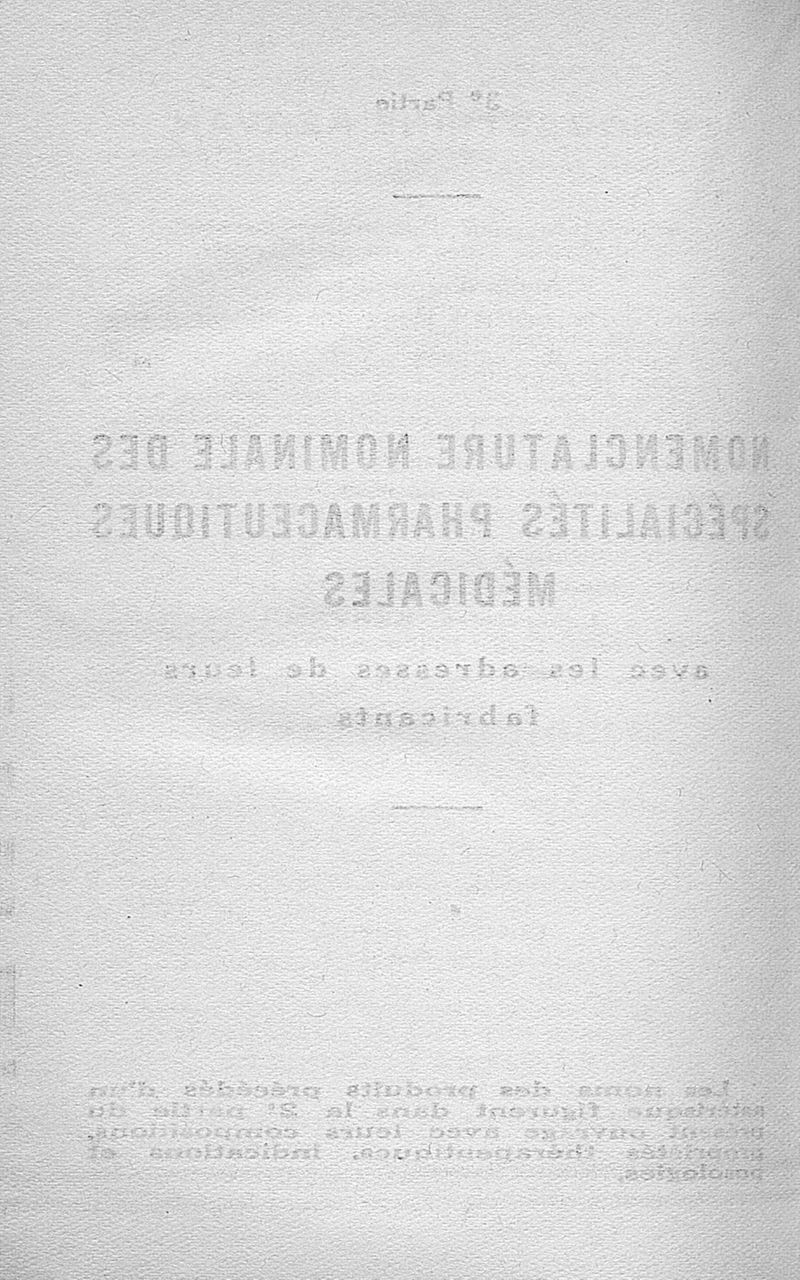 3ᵉ Partie
NOMENCLATURE NOMINALE DES
SPÉCIALITÉS PHARMACEUTIQUES
MÉDICALES
avec les adresses de leurs
fabricants
Les noms des produits précédés d'un
astérisque figurent dans la 2ᵉ partie du
présent ouvrage avec leurs compositions,
propriétés thérapeutiques, indications et
posologies.